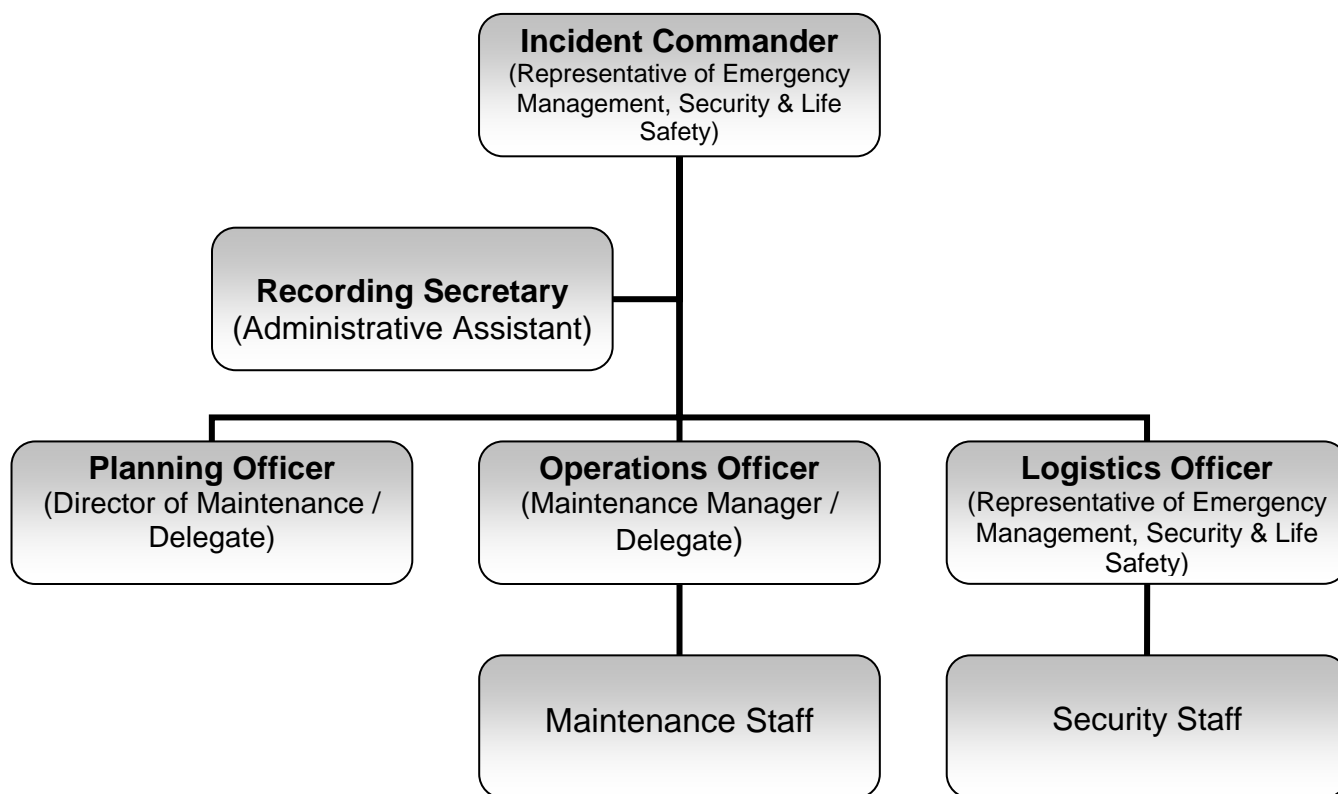 Incident Commander
(Representative of Emergency
Management, Security & Life
Safety)
Recording Secretary
(Administrative Assistant)
Planning Officer
(Director of Maintenance /
Delegate)
Operations Officer
(Maintenance Manager /
Delegate)
Logistics Officer
(Representative of Emergency
Management, Security & Life
Safety)
Maintenance Staff
Security Staff